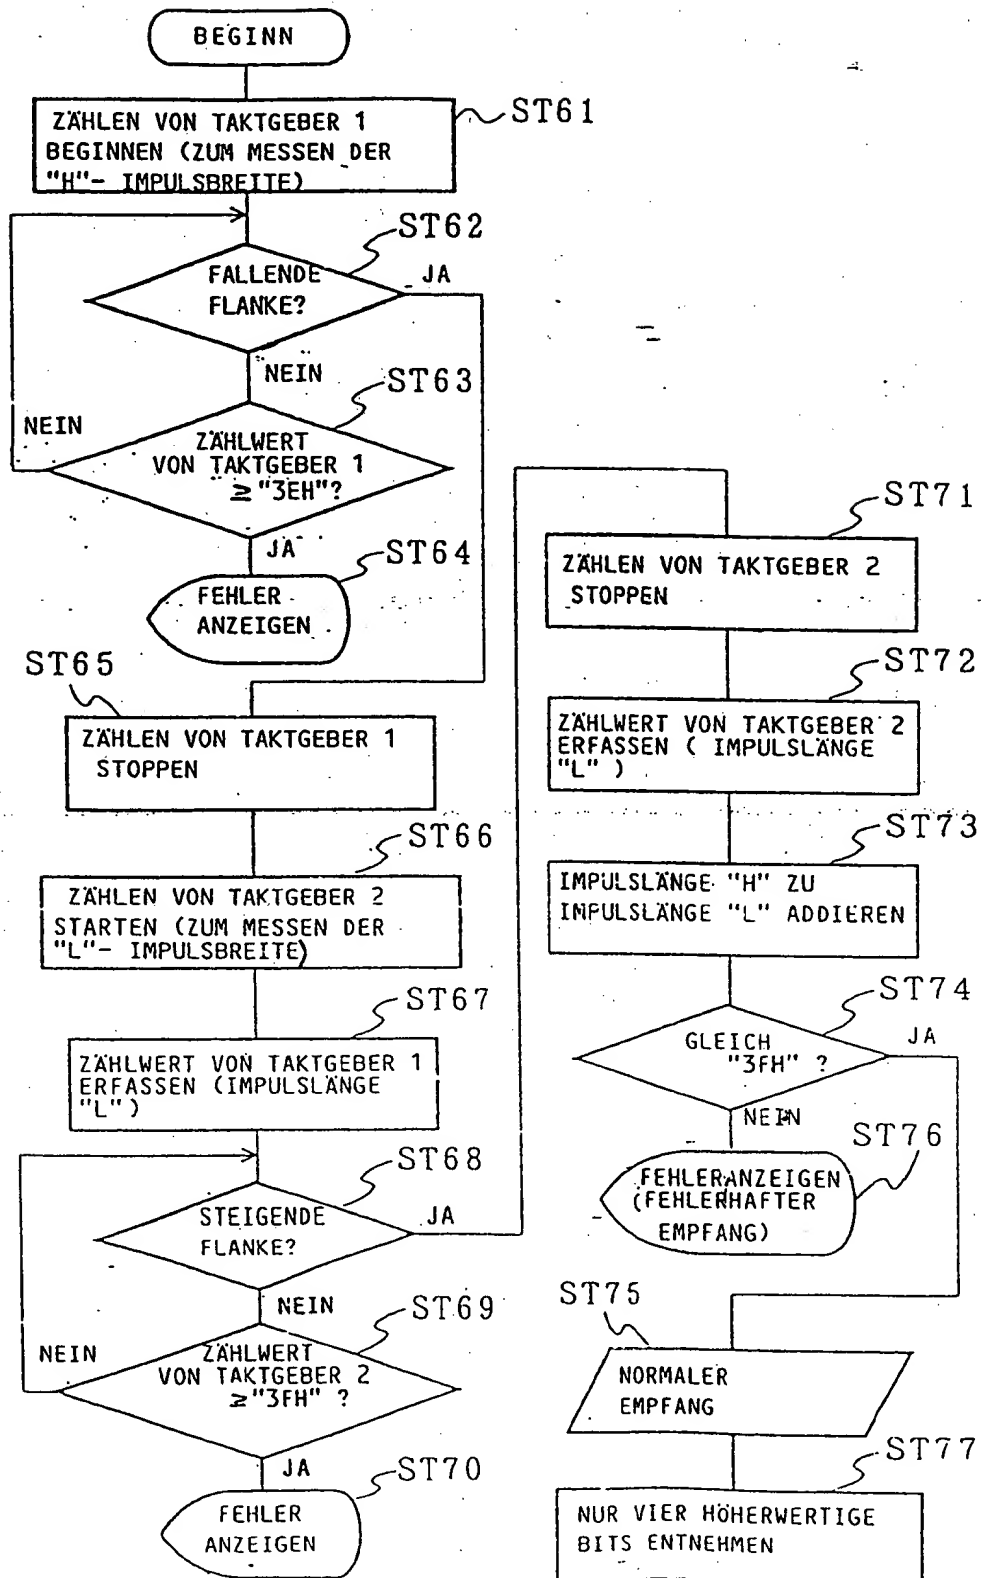 BEGINN
ZÄHLEN VON TAKTGEBER 1
BEGINNEN (ZUM MESSEN DER
"H"- IMPULSBREITE)
ST61
ST62
FALLENDE
FLANKE?
JA
NEIN
ST63
NEIN
ZÄHLWERT
VON TAKTGEBER 1
≥ "3EH"?
JA
ST64
FEHLER
ANZEIGEN
ST65
ZÄHLEN VON TAKTGEBER 1
STOPPEN
ST66
ZÄHLEN VON TAKTGEBER 2
STARTEN (ZUM MESSEN DER
"L"- IMPULSBREITE)
ST67
ZÄHLWERT VON TAKTGEBER 1
ERFASSEN (IMPULSLÄNGE
"L")
ST68
STEIGENDE
FLANKE?
JA
NEIN
ST69
NEIN
ZÄHLWERT
VON TAKTGEBER 2
≥"3FH" ?
JA
ST70
FEHLER
ANZEIGEN
ST71
ZÄHLEN VON TAKTGEBER 2
STOPPEN
ST72
ZÄHLWERT VON TAKTGEBER 2
ERFASSEN ( IMPULSLÄNGE
"L" )
ST73
IMPULSLÄNGE "H" ZU
IMPULSLÄNGE "L" ADDIEREN
ST74
GLEICH
"3FH" ?
JA
NEIN
ST76
FEHLERANZEIGEN
(FEHLERHAFTER
EMPFANG)
ST75
NORMALER
EMPFANG
ST77
NUR VIER HÖHERWERTIGE
BITS ENTNEHMEN